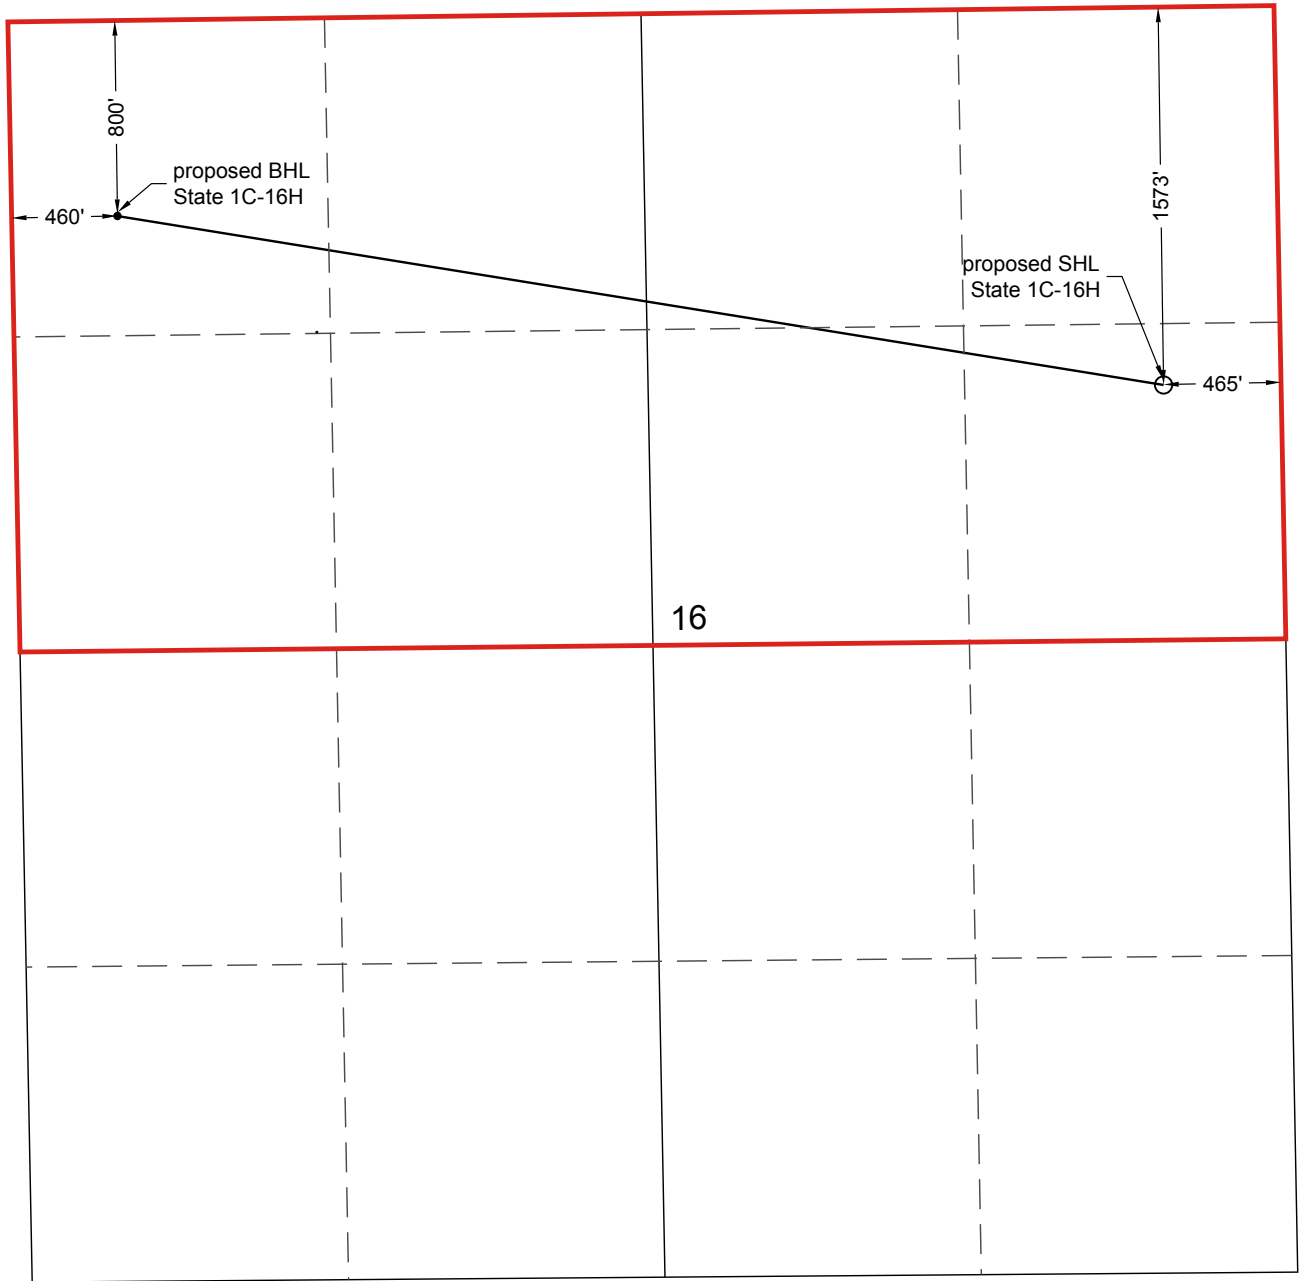 800'
proposed BHL
State 1C-16H
460'
1573'
proposed SHL
State 1C-16H
465'
16